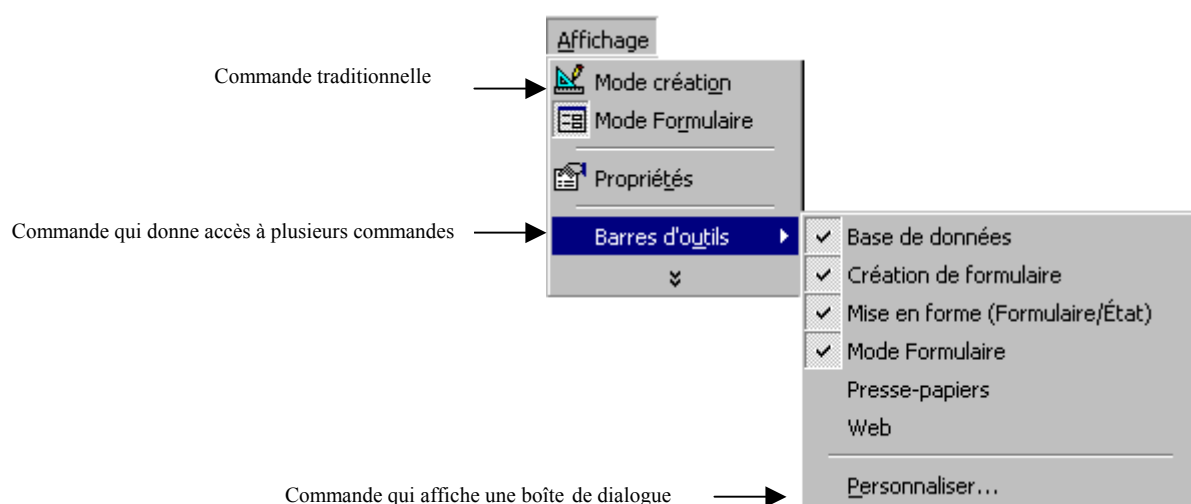 Affichage
Commande traditionnelle
Mode création
Mode Formulaire
Propriétés
Commande qui donne accès à plusieurs commandes
Barres d'outils
Base de données
Création de formulaire
Mise en forme (Formulaire/État)
Mode Formulaire
Presse-papiers
Web
Commande qui affiche une boîte de dialogue
Personnaliser...